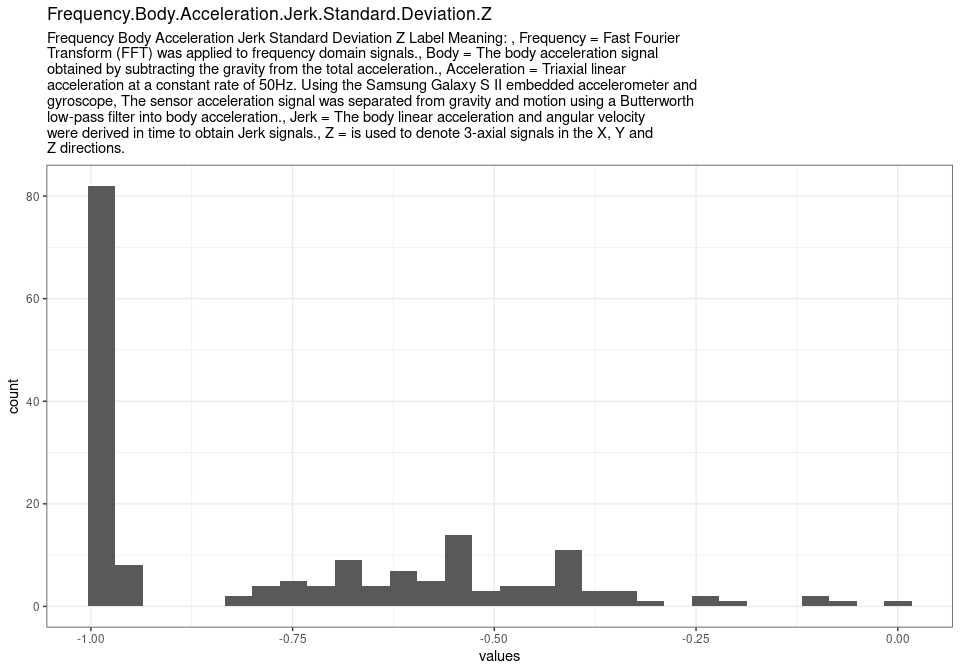 Frequency.Body.Acceleration.Jerk.Standard.Deviation.Z
Frequency Body Acceleration Jerk Standard Deviation Z Label Meaning: , Frequency = Fast Fourier
Transform (FFT) was applied to frequency domain signals., Body = The body acceleration signal
obtained by subtracting the gravity from the total acceleration., Acceleration = Triaxial linear
acceleration at a constant rate of 50Hz. Using the Samsung Galaxy S II embedded accelerometer and
gyroscope, The sensor acceleration signal was separated from gravity and motion using a Butterworth
low-pass filter into body acceleration., Jerk = The body linear acceleration and angular velocity
were derived in time to obtain Jerk signals., Z = is used to denote 3-axial signals in the X, Y and
Z directions.
80
60
40
20
0
count
-1.00
-0.75
-0.50
-0.25
0.00
values